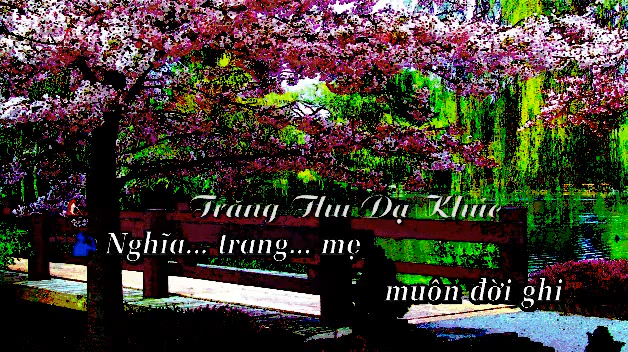 Trăng Thu Dạ Khúc
Nghĩa... trang... mẹ
muôn đời ghi